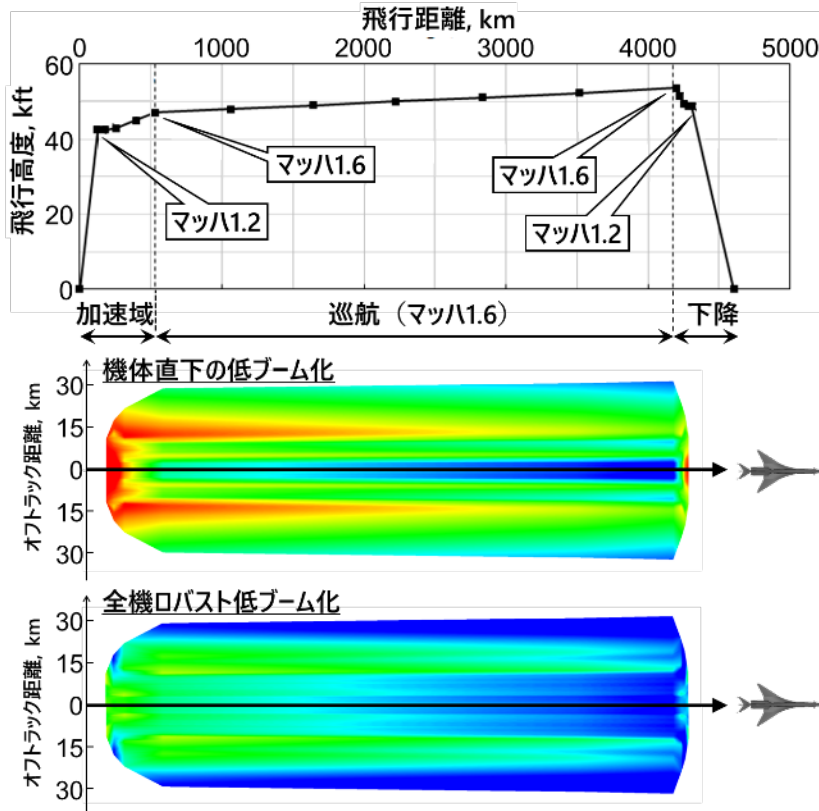 飛行距離, km
0 1000 2000 3000 4000 5000
飛行高度, kft
60
40
20
0
マッハ1.6
マッハ1.2
マッハ1.6
マッハ1.2
加速域 巡航（マッハ1.6） 下降
機体直下の低ブーム化
オフトラック距離, km
30
15
0
15
30
全機ロバスト低ブーム化
オフトラック距離, km
30
15
0
15
30